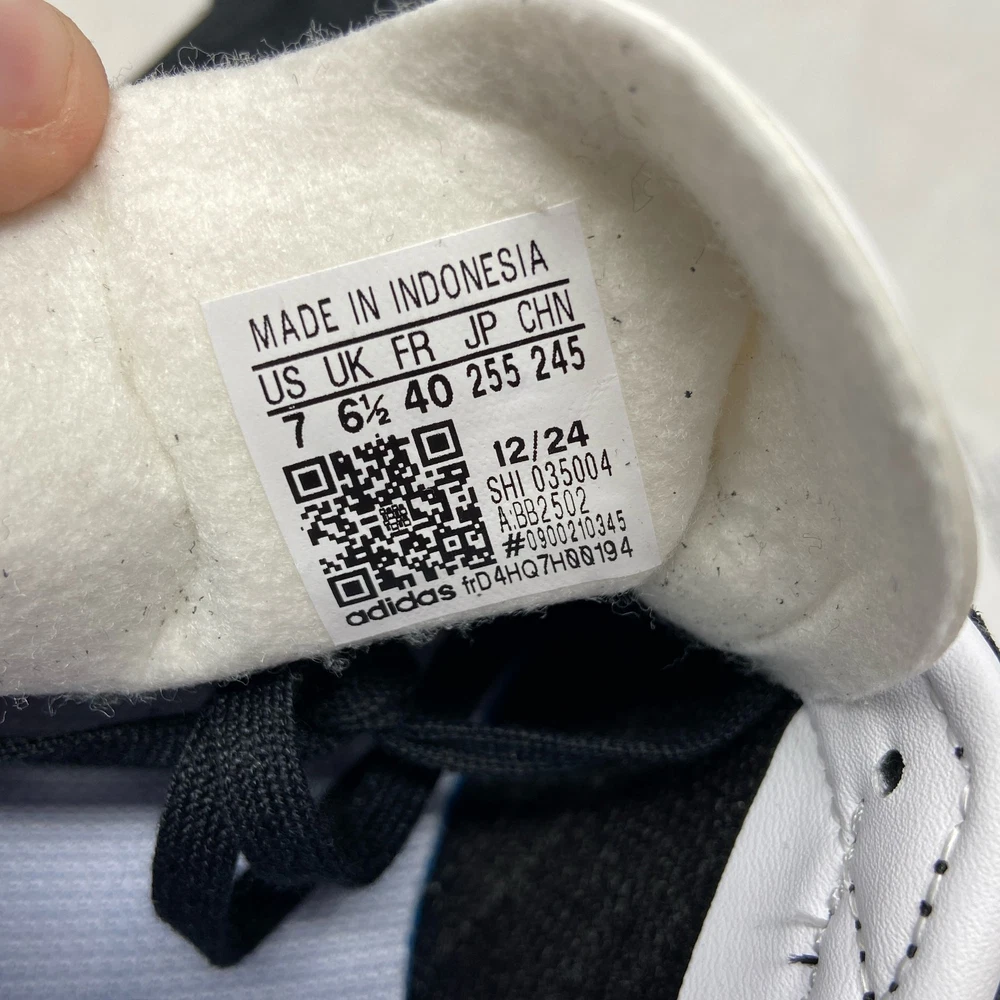 MADE IN INDONESIA
US UK FR JP CHN
7 6½ 40 255 245
12/24
SHI 035004
A:BB2502
#0900210345
adidas frD4HQ7H00194